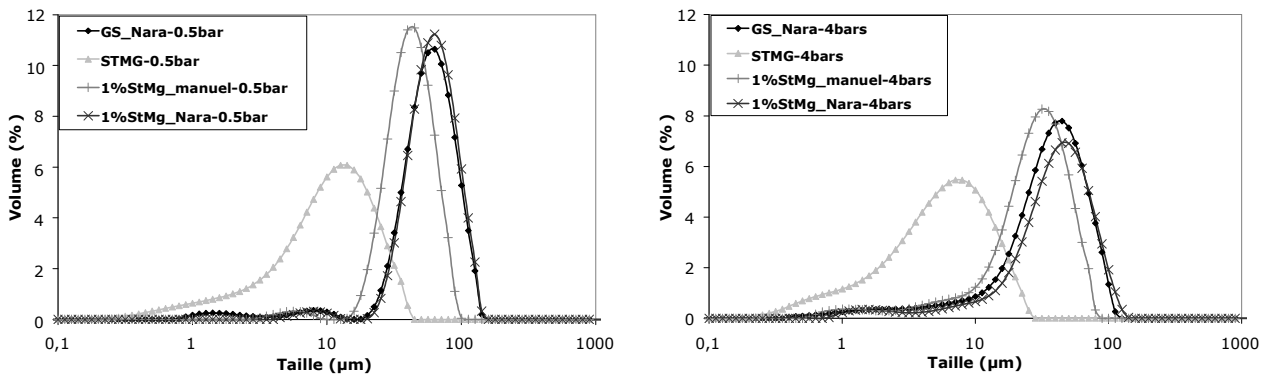 12
10
8
6
4
2
0
Volume (%)
GS_Nara-0.5bar
STMG-0.5bar
1%StMg_manuel-0.5bar
1%StMg_Nara-0.5bar
0,1 1 10 100 1000
Taille (µm)
12
10
8
6
4
2
0
Volume (%)
GS_Nara-4bars
STMG-4bars
1%StMg_manuel-4bars
1%StMg_Nara-4bars
0,1 1 10 100 1000
Taille (µm)